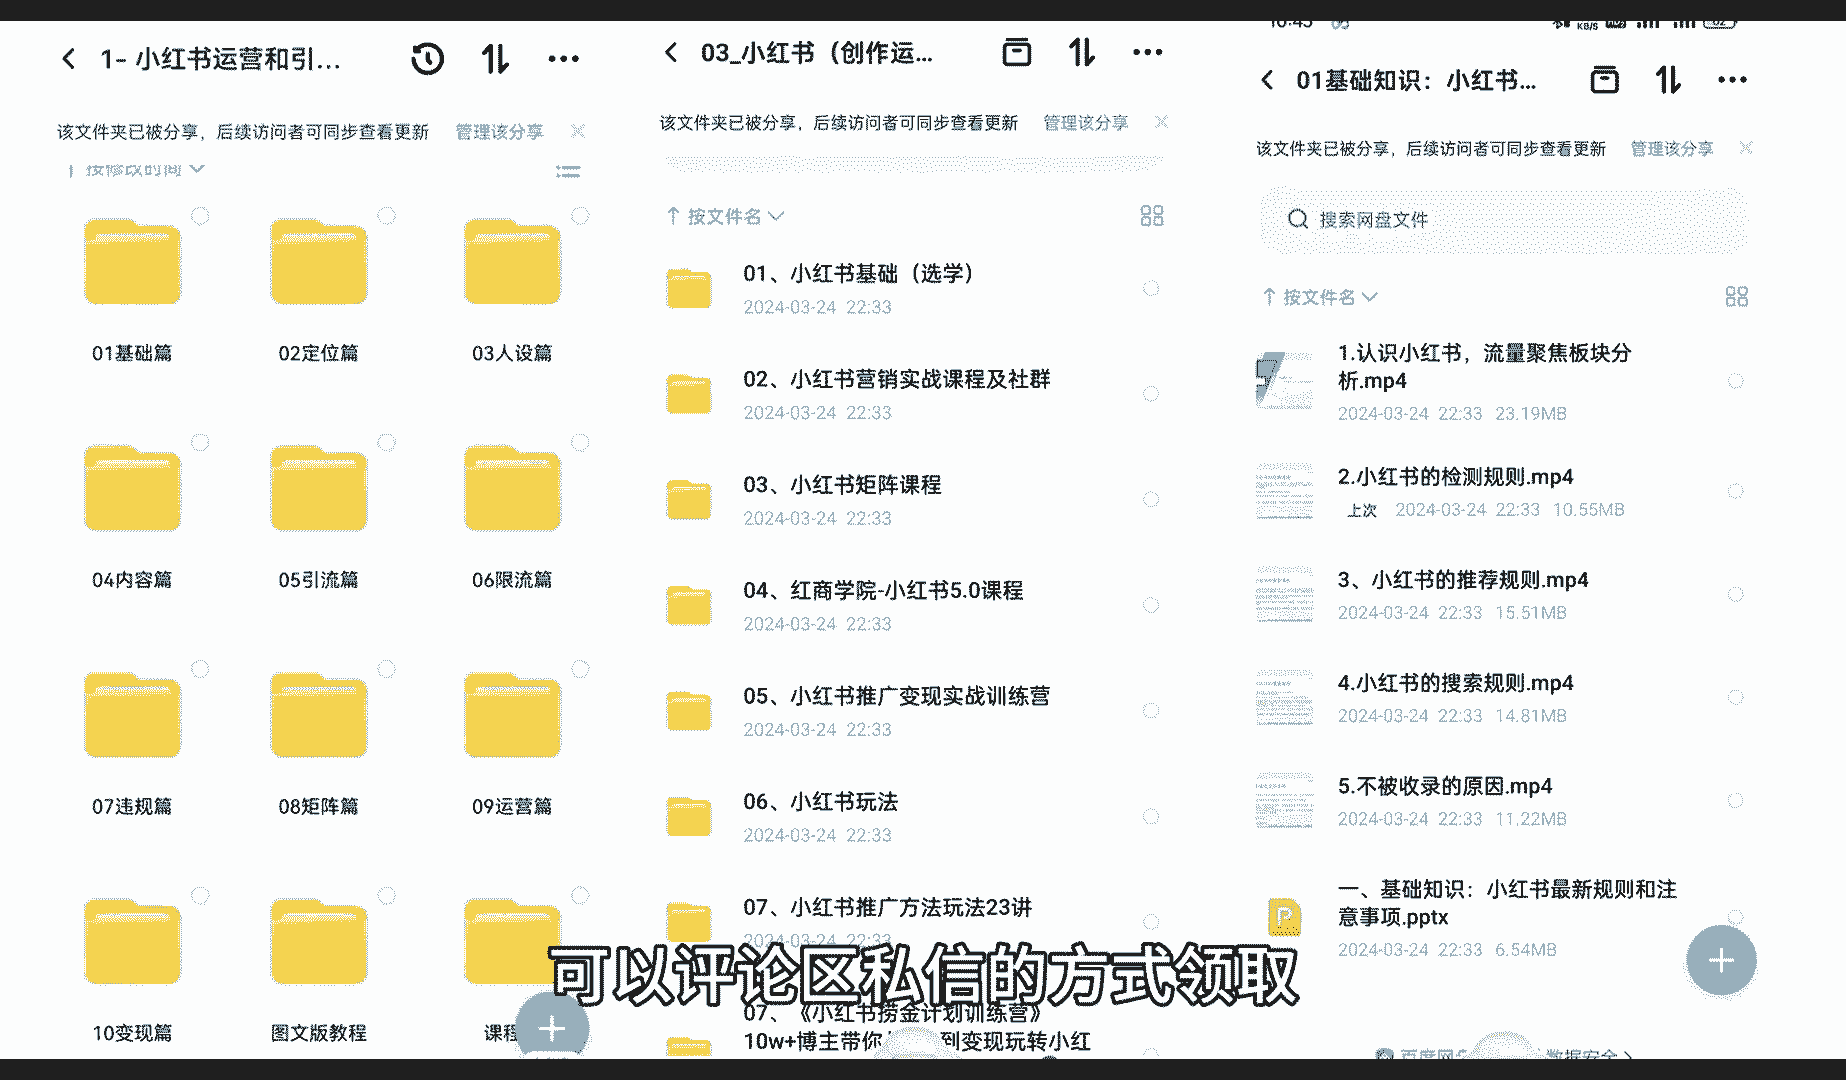 1- 小红书运营和引...
该文件夹已被分享，后续访问者可同步查看更新 管理该分享
按修改时间
01基础篇
02定位篇
03人设篇
04内容篇
05引流篇
06限流篇
07违规篇
08矩阵篇
09运营篇
10变现篇
图文版教程
课程
03_小红书（创作运...
该文件夹已被分享，后续访问者可同步查看更新 管理该分享
按文件名
01、小红书基础（选学）
2024-03-24 22:33
02、小红书营销实战课程及社群
2024-03-24 22:33
03、小红书矩阵课程
2024-03-24 22:33
04、红商学院-小红书5.0课程
2024-03-24 22:33
05、小红书推广变现实战训练营
2024-03-24 22:33
06、小红书玩法
2024-03-24 22:33
07、小红书推广方法玩法23讲
2024-03-24 22:33
07、《小红书捞金计划训练营》
10w+博主带你 到变现玩转小红
01基础知识：小红书...
该文件夹已被分享，后续访问者可同步查看更新 管理该分享
搜索网盘文件
按文件名
1.认识小红书，流量聚焦板块分
析.mp4
2024-03-24 22:33 23.19MB
2.小红书的检测规则.mp4
上次 2024-03-24 22:33 10.55MB
3、小红书的推荐规则.mp4
2024-03-24 22:33 15.51MB
4.小红书的搜索规则.mp4
2024-03-24 22:33 14.81MB
5.不被收录的原因.mp4
2024-03-24 22:33 11.22MB
一、基础知识：小红书最新规则和注
意事项.pptx
2024-03-24 22:33 6.54MB
数据安全
可以评论区私信的方式领取